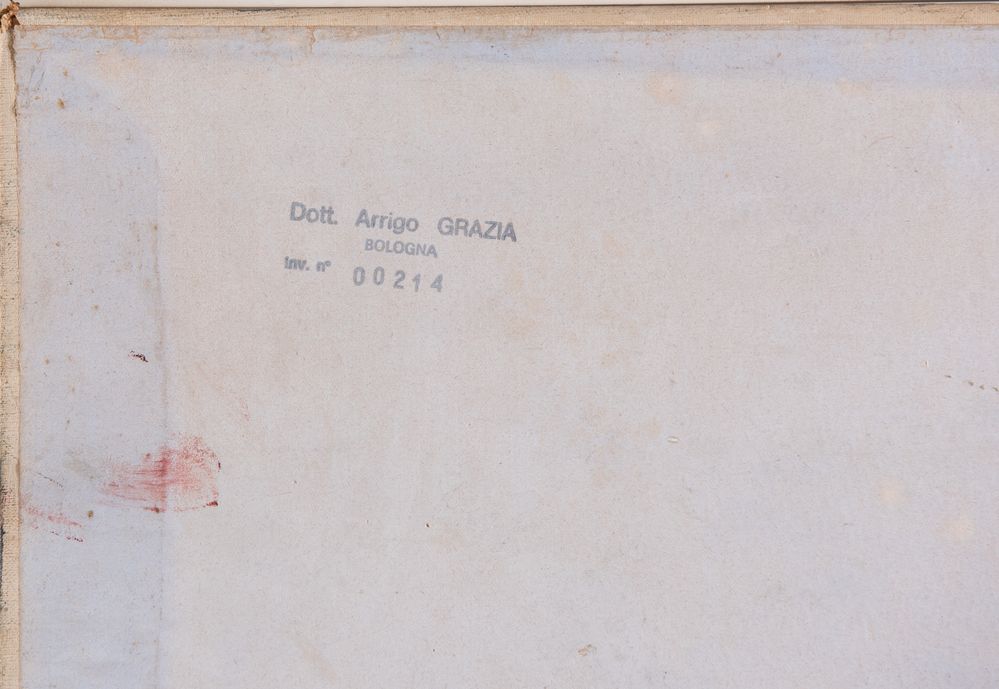 Dott. Arrigo GRAZIA
BOLOGNA
Inv. n° 00214